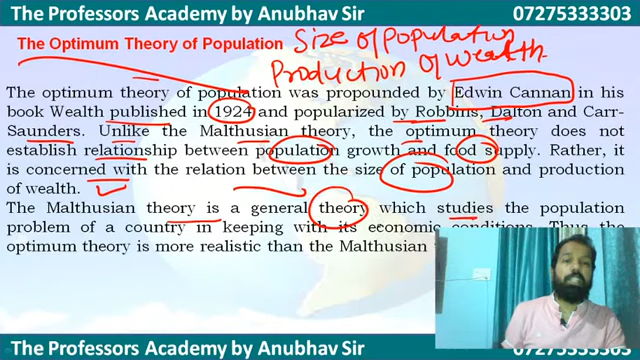 The Professors Academy by Anubhav Sir 07275333303
The Optimum Theory of Population Size of Population
Production of Wealth
The optimum theory of population was propounded by Edwin Cannan in his
book Wealth published in 1924 and popularized by Robbins, Dalton and Carr-
Saunders. Unlike the Malthusian theory, the optimum theory does not
establish relationship between population growth and food supply. Rather, it
is concerned with the relation between the size of population and production
of wealth.
The Malthusian theory is a general theory which studies the population
problem of a country in keeping with its economic conditions. Thus the
optimum theory is more realistic than the Malthusian
The Professors Academy by Anubhav Sir 07275333303